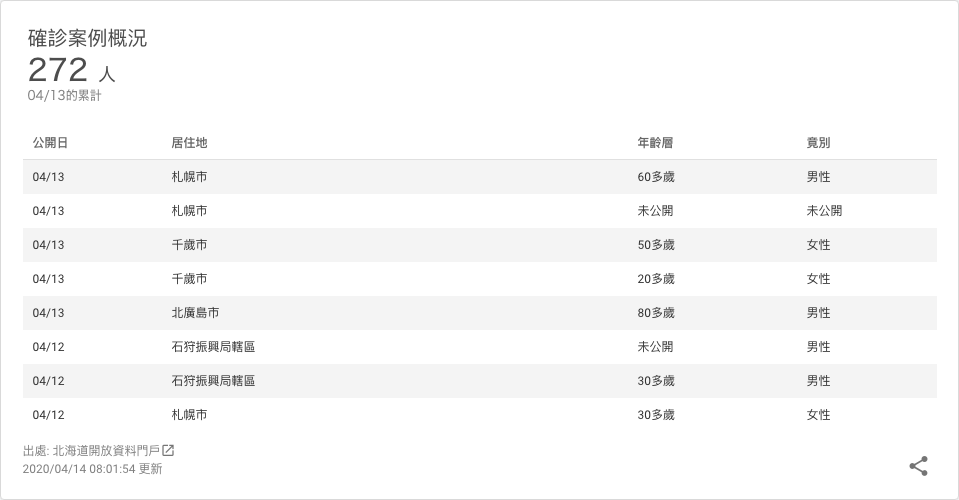 確診案例概況
272 人
04/13的累計
公開日 居住地 年齡層 竟別
04/13 札幌市 60多歲 男性
04/13 札幌市 未公開 未公開
04/13 千歲市 50多歲 女性
04/13 千歲市 20多歲 女性
04/13 北廣島市 80多歲 男性
04/12 石狩振興局轄區 未公開 男性
04/12 石狩振興局轄區 30多歲 男性
04/12 札幌市 30多歲 女性
出處: 北海道開放資料門戶
2020/04/14 08:01:54 更新